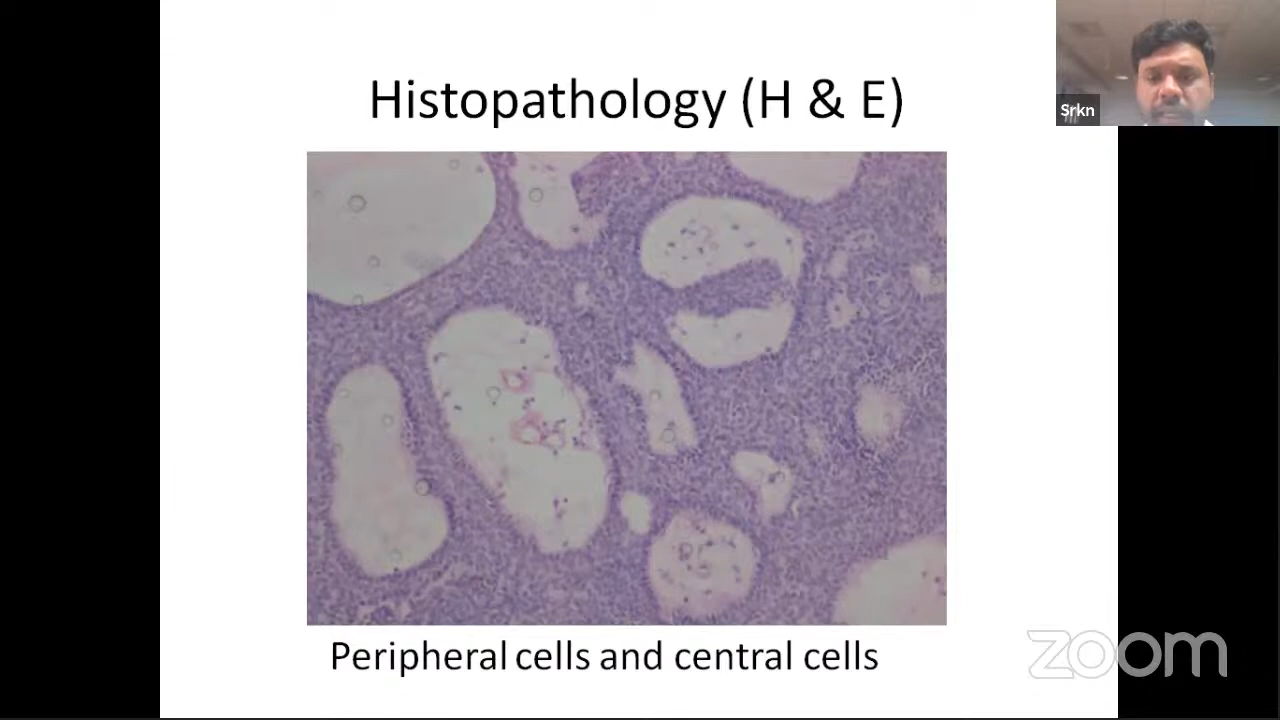 Histopathology (H & E)
Srkn
Peripheral cells and central cells
zoom